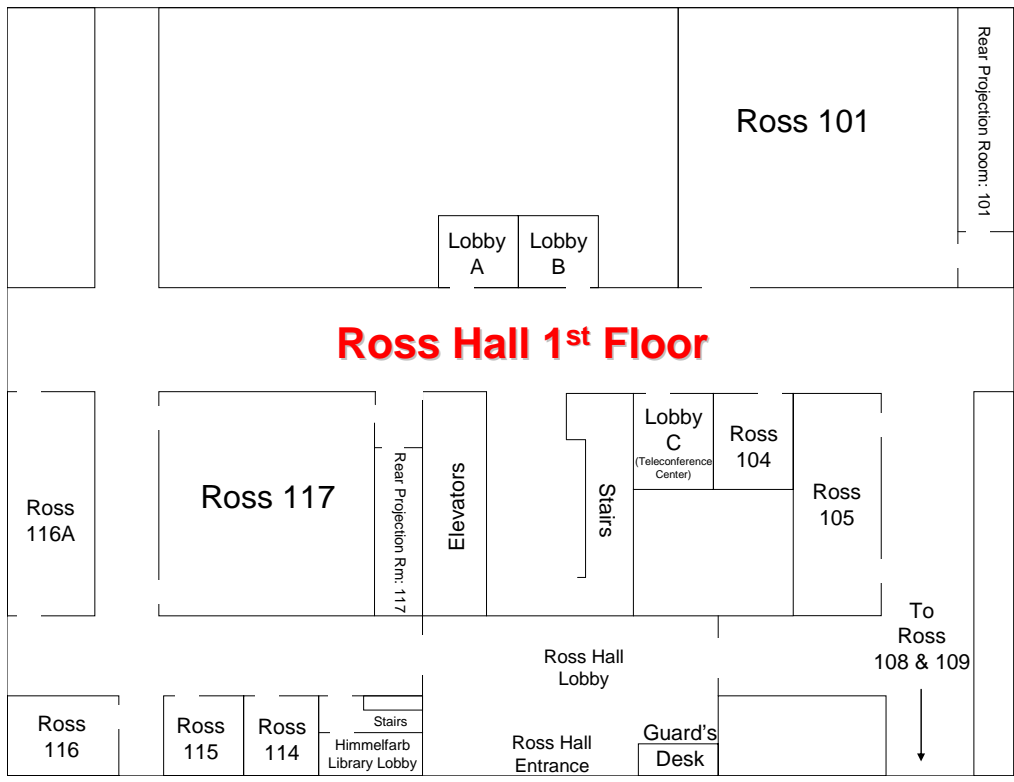 Rear Projection Room: 101
Ross 101
Lobby
A
Lobby
B
Ross Hall 1st Floor
Lobby
C
(Teleconference
Center)
Ross
104
Ross
116A
Ross 117
Rear Projection Rm: 117
Elevators
Stairs
Ross
105
To
Ross
108 & 109
Ross Hall
Lobby
Ross
116
Ross
115
Ross
114
Stairs
Himmelfarb
Library Lobby
Ross Hall
Entrance
Guard's
Desk